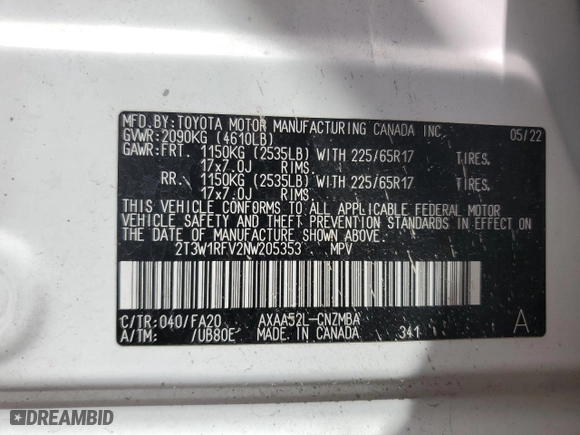 MFD.BY:TOYOTA MOTOR MANUFACTURING CANADA INC. 05/22
GVWR:2090KG (4610LB)
GAWR:FRT. 1150KG (2535LB) WITH 225/65R17 TIRES.
17x7.0J RIMS.
RR. 1150KG (2535LB) WITH 225/65R17 TIRES.
17x7.0J RIMS.
THIS VEHICLE CONFORMS TO ALL APPLICABLE FEDERAL MOTOR
VEHICLE SAFETY AND THEFT PREVENTION STANDARDS IN EFFECT ON
THE DATE OF MANUFACTURE SHOWN ABOVE.
2T3W1RFV2NW205353 MPV
C/TR:040/FA20 AXAA52L-CNZMBA A
A/TM: /UB80E MADE IN CANADA 341
DREAMBID